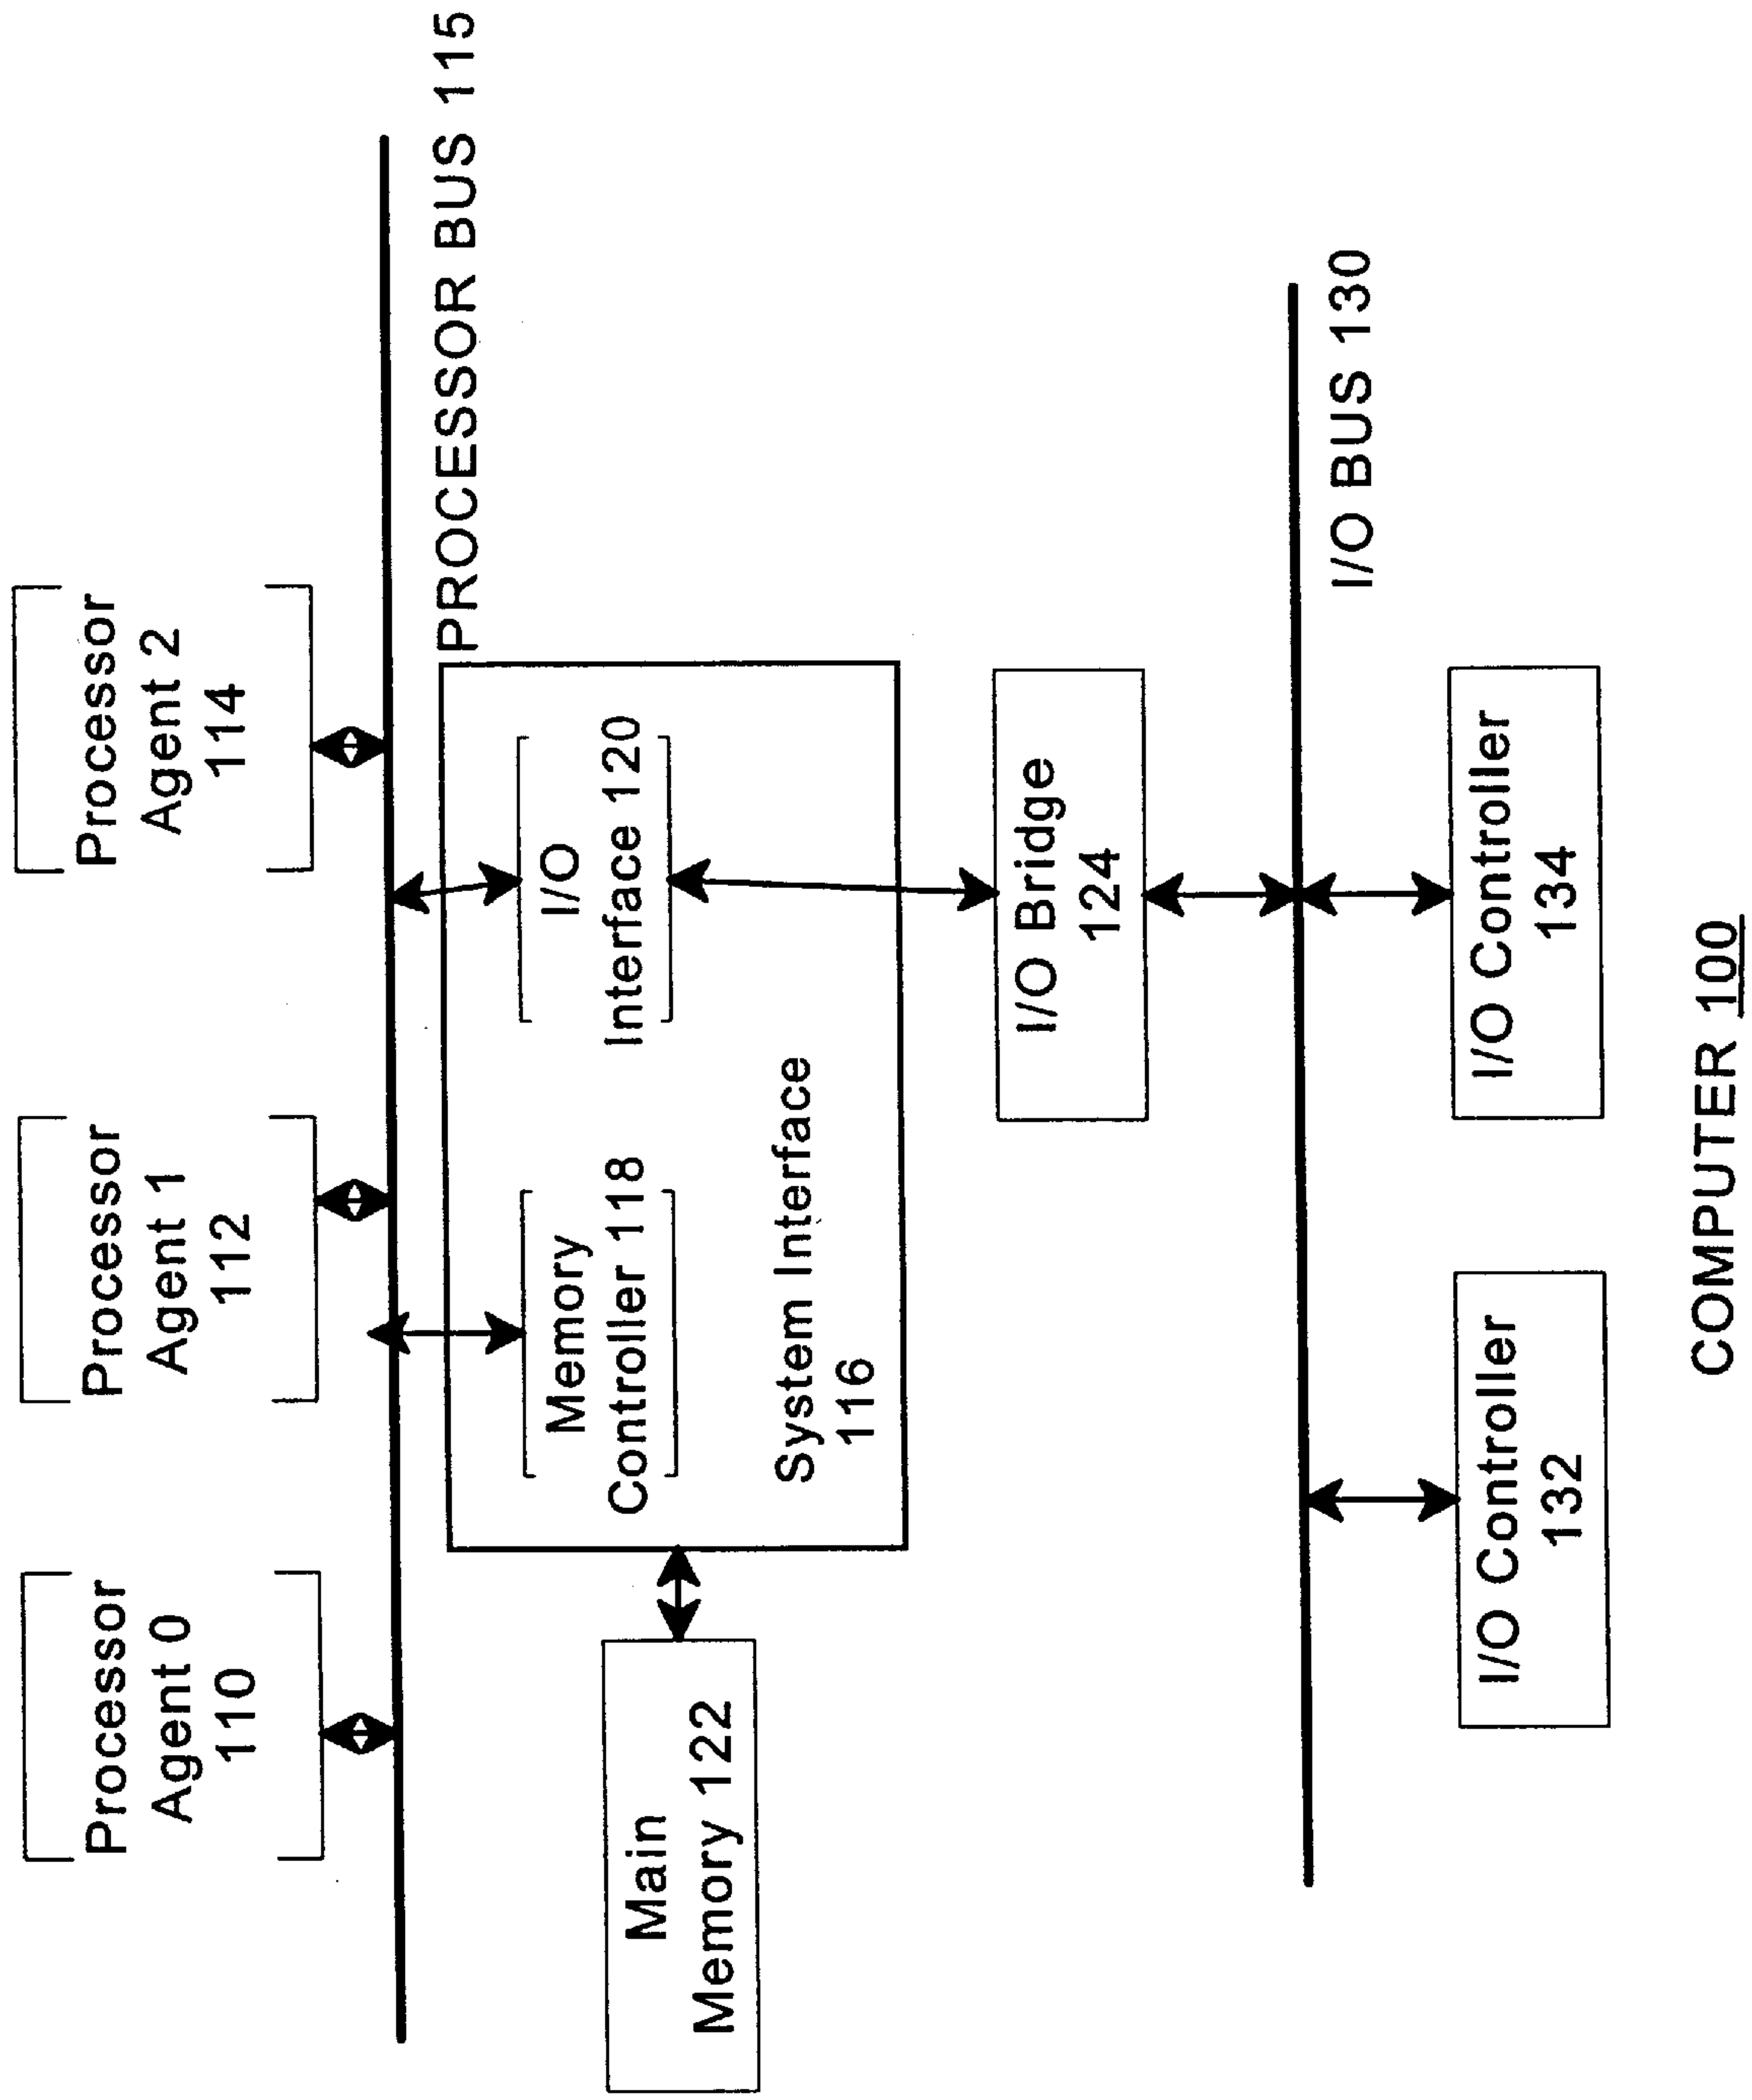 Processor
Agent 0
110
Processor
Agent 1
112
Processor
Agent 2
114
PROCESSOR BUS 115
Memory
Controller 118
I/O
Interface 120
System Interface
116
Main
Memory 122
I/O Bridge
124
I/O BUS 130
I/O Controller
132
I/O Controller
134
COMPUTER 100